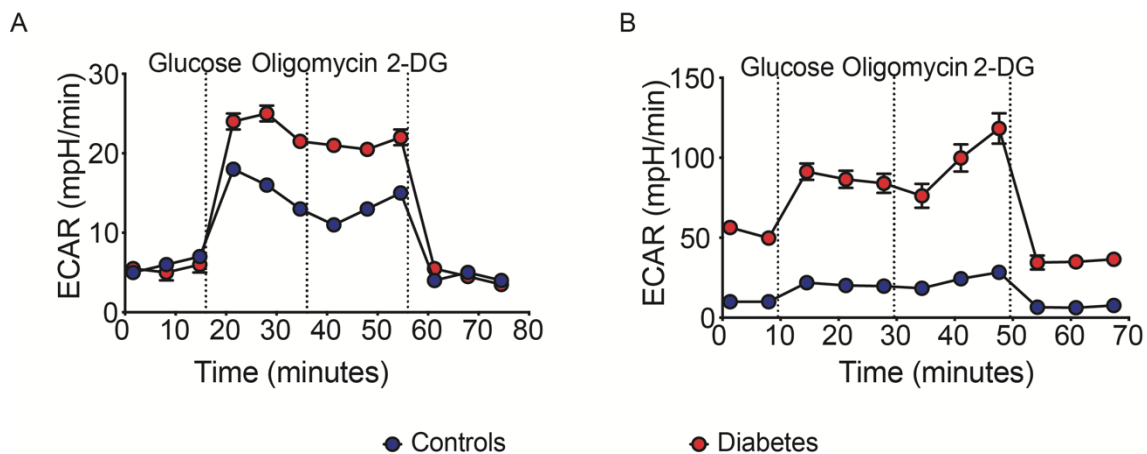 A
Glucose Oligomycin 2-DG
30
20
10
0
ECAR (mpH/min)
0 10 20 30 40 50 60 70 80
Time (minutes)
B
Glucose Oligomycin 2-DG
150
100
50
0
ECAR (mpH/min)
0 10 20 30 40 50 60 70
Time (minutes)
Controls
Diabetes